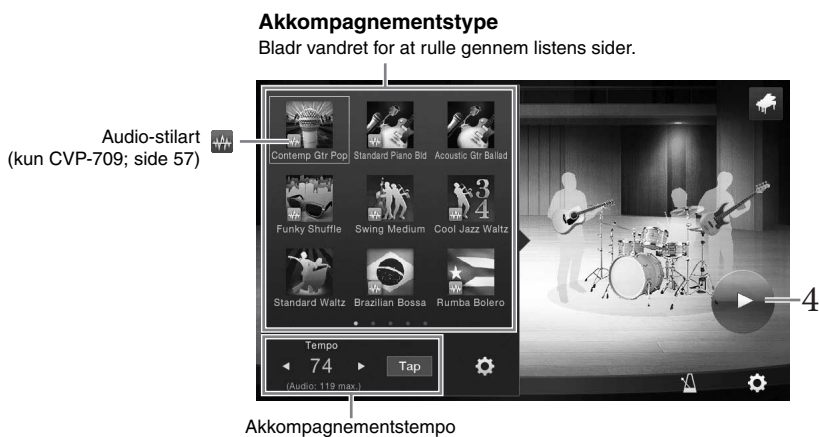 Akkompagnementstype
Bladr vandret for at rulle gennem listens sider.
Audio-stilart
(kun CVP-709; side 57)
Contemp Gtr Pop
Standard Piano Bld
Acoustic Gtr Ballad
3
4
Funky Shuffle
Swing Medium
Cool Jazz Waltz
Standard Waltz
Brazilian Bossa
Rumba Bolero
4
Tempo
74
Tap
(Audio: 119 max.)
Akkompagnementstempo